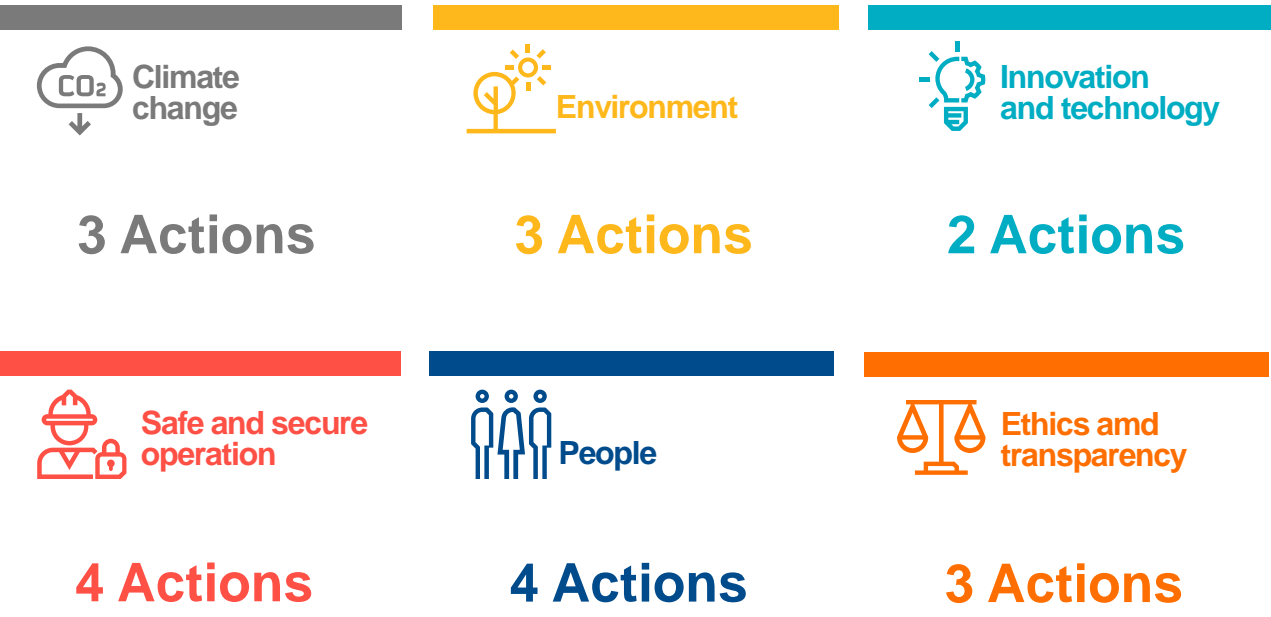 CO₂
Climate
change
Environment
Innovation
and technology
3 Actions
3 Actions
2 Actions
Safe and secure
operation
People
Ethics amd
transparency
4 Actions
4 Actions
3 Actions